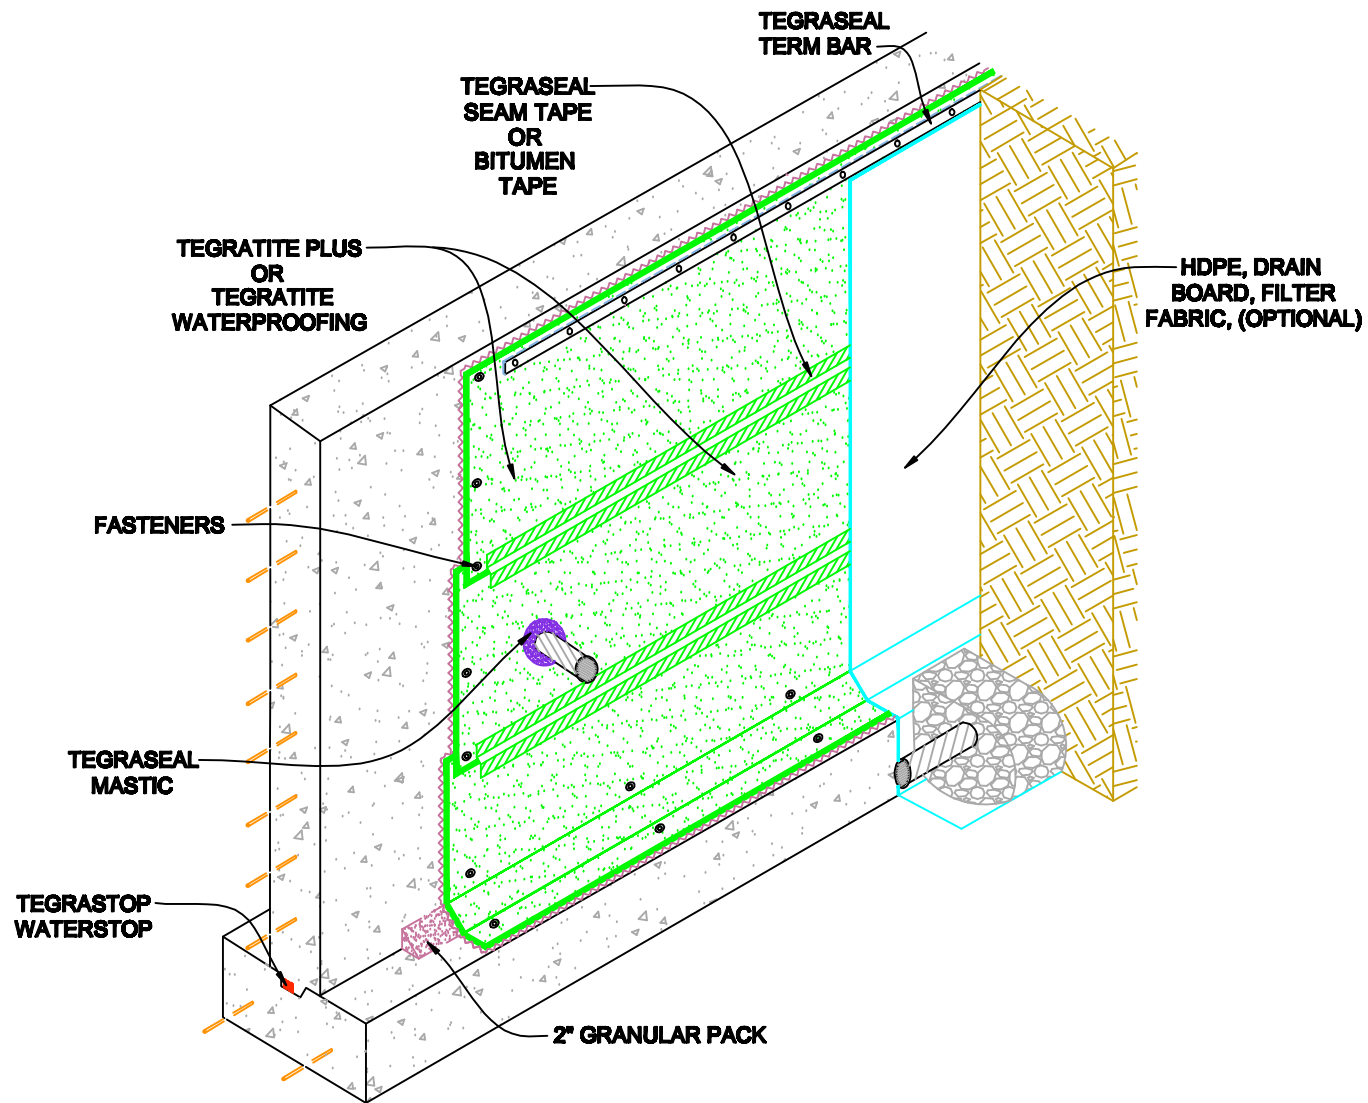 TEGRASEAL
TERM BAR
TEGRASEAL
SEAM TAPE
OR
BITUMEN
TAPE
TEGRATITE PLUS
OR
TEGRATITE
WATERPROOFING
HDPE, DRAIN
BOARD, FILTER
FABRIC, (OPTIONAL)
FASTENERS
TEGRASEAL
MASTIC
TEGRASTOP
WATERSTOP
2" GRANULAR PACK